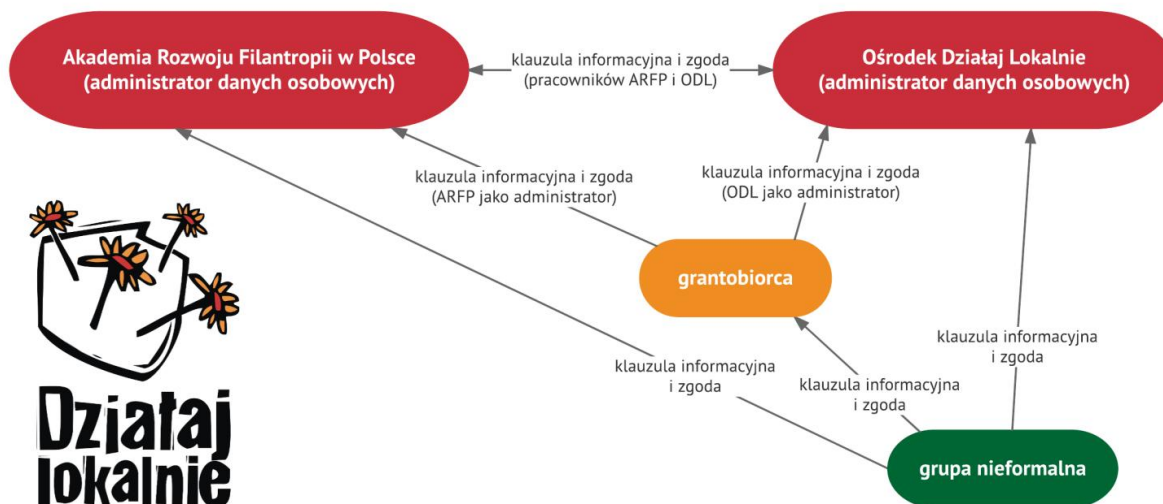 Akademia Rozwoju Filantropii w Polsce
(administrator danych osobowych)
klauzula informacyjna i zgoda
(pracowników ARFP i ODL)
Ośrodek Działaj Lokalnie
(administrator danych osobowych)
klauzula informacyjna i zgoda
(ARFP jako administrator)
klauzula informacyjna i zgoda
(ODL jako administrator)
grantobiorca
klauzula informacyjna
i zgoda
klauzula informacyjna
i zgoda
klauzula informacyjna
i zgoda
grupa nieformalna
Działaj
lokalnie